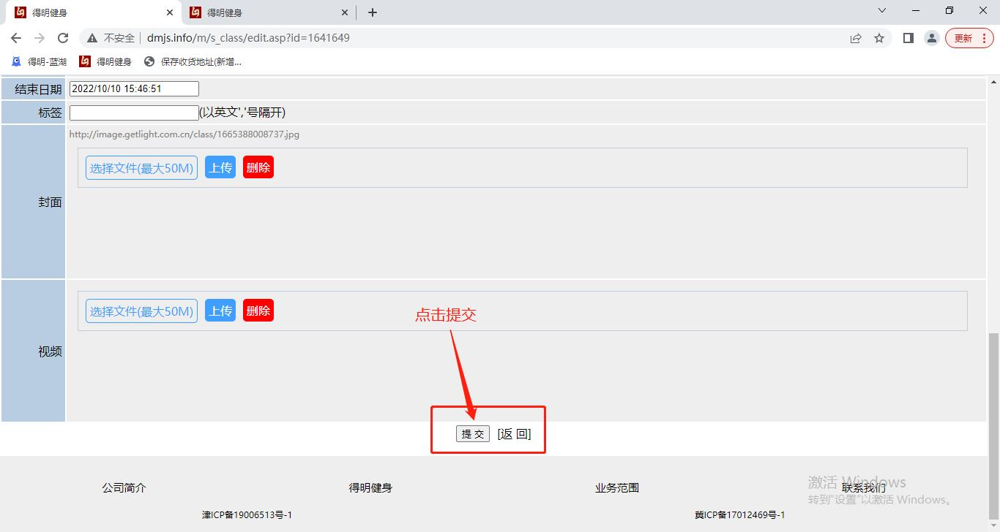 得明健身
得明健身
不安全 dmjs.info/m/s_class/edit.asp?id=1641649
更新
得明-蓝湖 得明健身 保存收货地址(新增...
结束日期 2022/10/10 15:46:51
标签 (以英文','号隔开)
http://image.getlight.com.cn/class/1665388008737.jpg
选择文件(最大50M) 上传 删除
封面
选择文件(最大50M) 上传 删除
点击提交
视频
提 交 [返 回]
公司简介 得明健身 业务范围 联系我们
激活 Windows
转到"设置"以激活 Windows。
津ICP备19006513号-1 冀ICP备17012469号-1